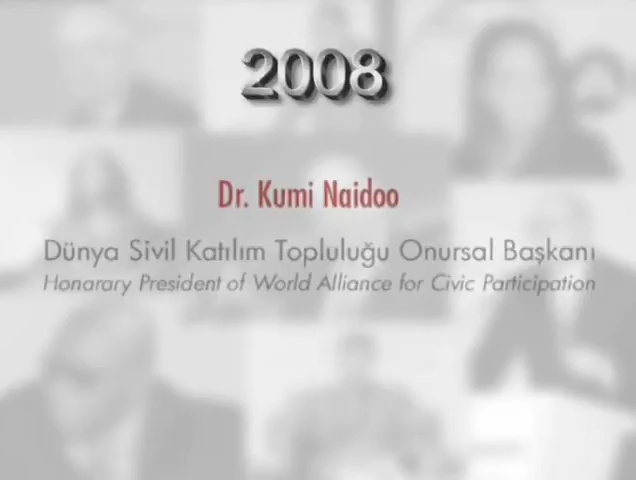 2008
Dr. Kumi Naidoo
Dünya Sivil Katılım Topluluğu Onursal Başkanı
Honarary President of World Alliance for Civic Participation